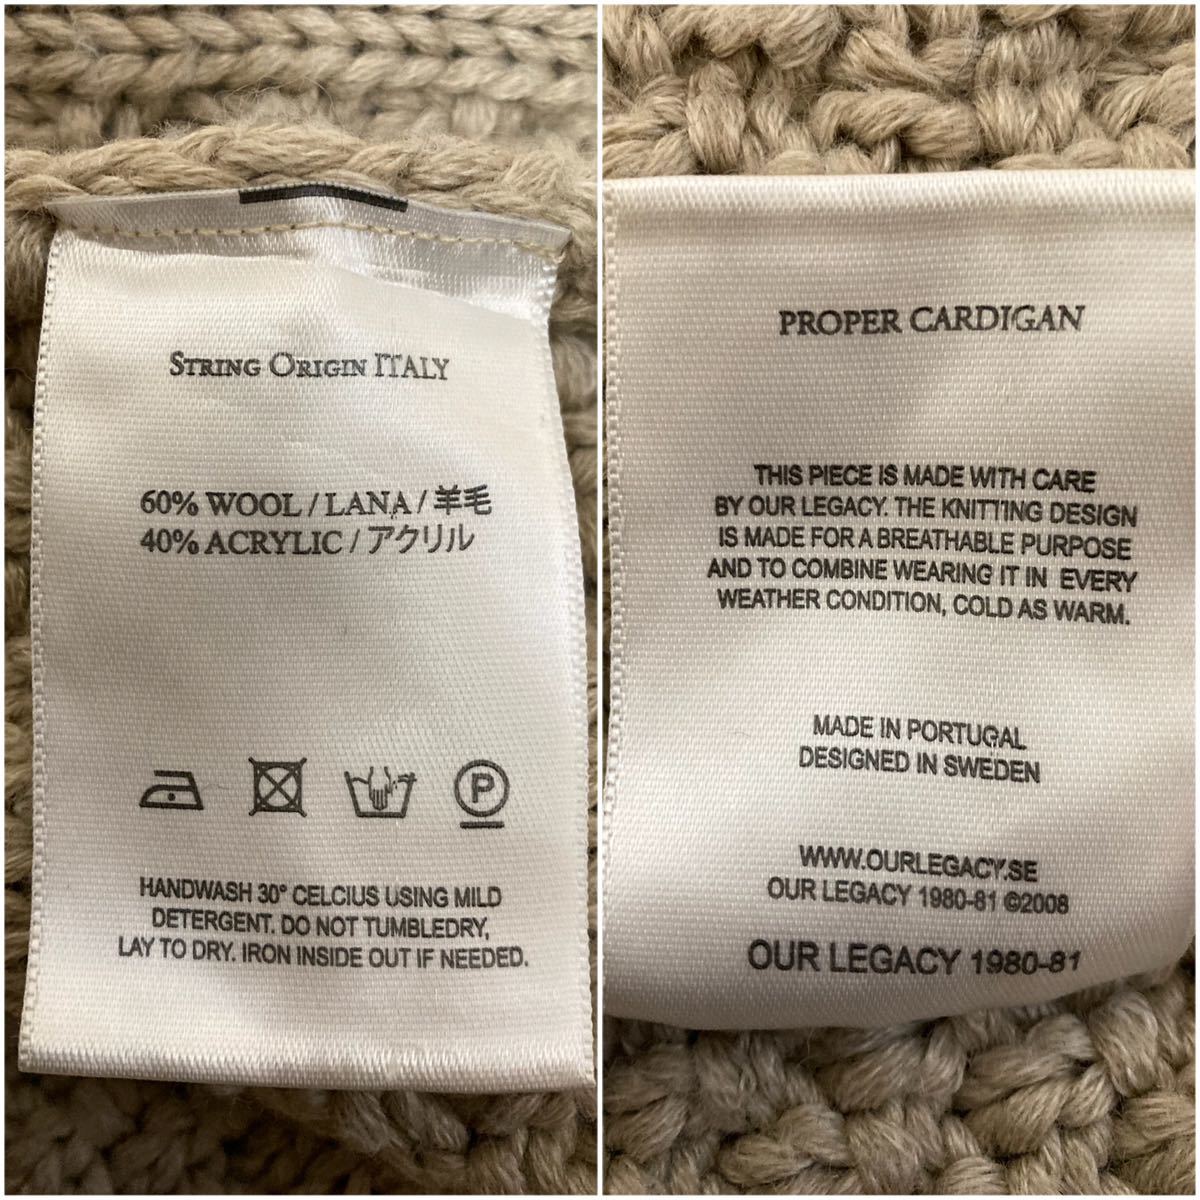 STRING ORIGIN ITALY
60% WOOL / LANA / 羊毛
40% ACRYLIC / アクリル
P
HANDWASH 30° CELCIUS USING MILD
DETERGENT. DO NOT TUMBLEDRY,
LAY TO DRY. IRON INSIDE OUT IF NEEDED.
PROPER CARDIGAN
THIS PIECE IS MADE WITH CARE
BY OUR LEGACY. THE KNITTING DESIGN
IS MADE FOR A BREATHABLE PURPOSE
AND TO COMBINE WEARING IT IN EVERY
WEATHER CONDITION, COLD AS WARM.
MADE IN PORTUGAL
DESIGNED IN SWEDEN
WWW.OURLEGACY.SE
OUR LEGACY 1980-81 ©2008
OUR LEGACY 1980-81